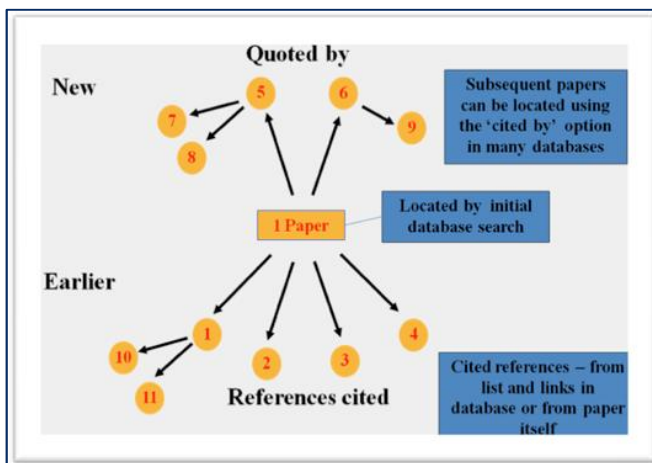 Quoted by
New
5
6
7
8
9
Subsequent papers
can be located using
the 'cited by' option
in many databases
1 Paper
Located by initial
database search
Earlier
1
2
3
4
10
11
References cited
Cited references – from
list and links in
database or from paper
itself